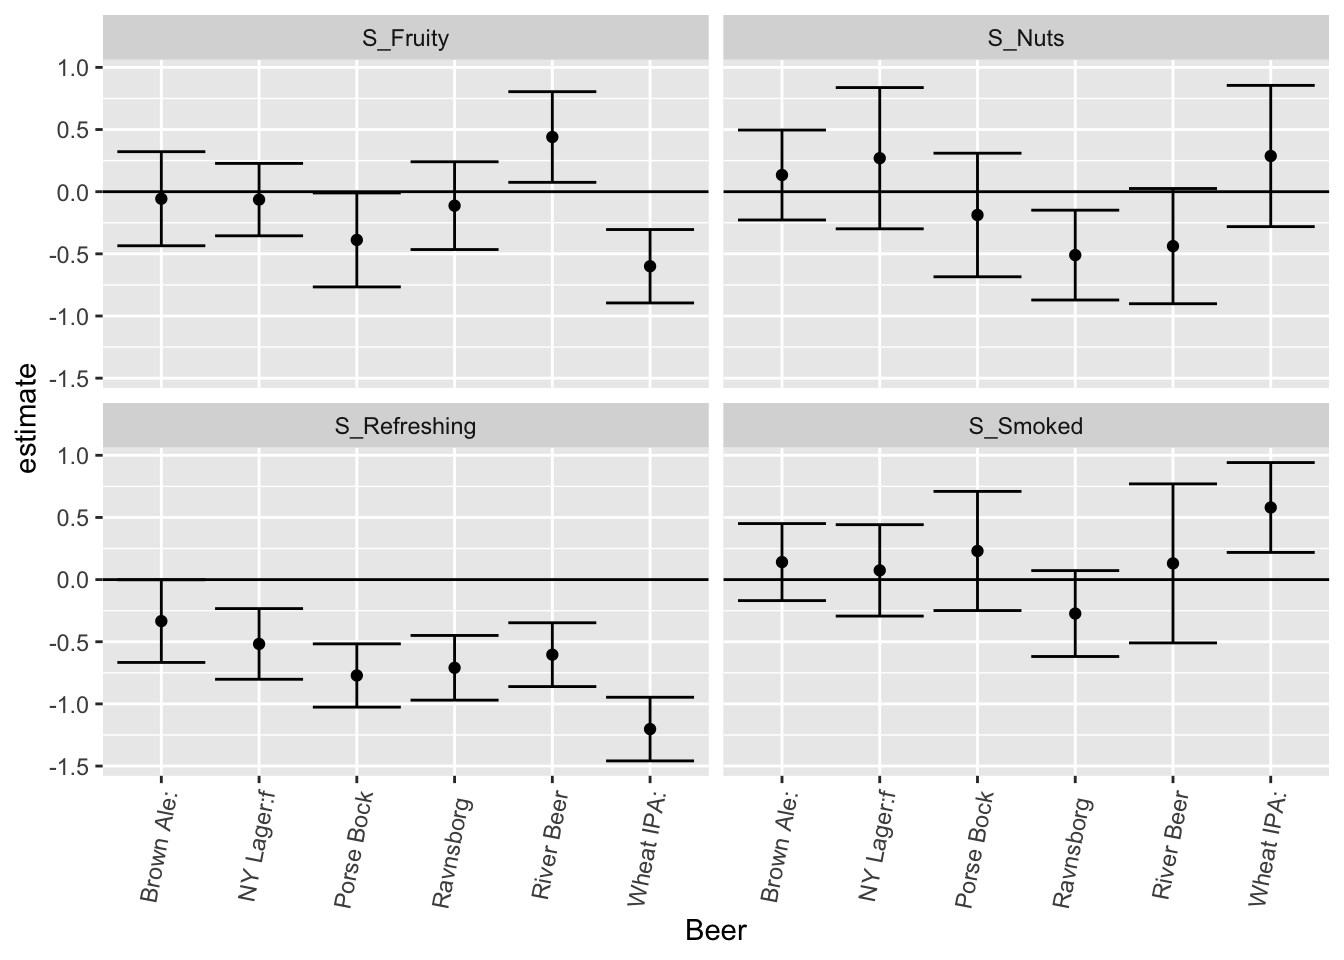 S_Fruity
S_Nuts
1.0
0.5
0.0
-0.5
-1.0
-1.5
S_Refreshing
S_Smoked
1.0
0.5
0.0
-0.5
-1.0
-1.5
estimate
Brown Ale:
NY Lager:f
Porse Bock
Ravnsborg
River Beer
Wheat IPA:
Brown Ale:
NY Lager:f
Porse Bock
Ravnsborg
River Beer
Wheat IPA:
Beer